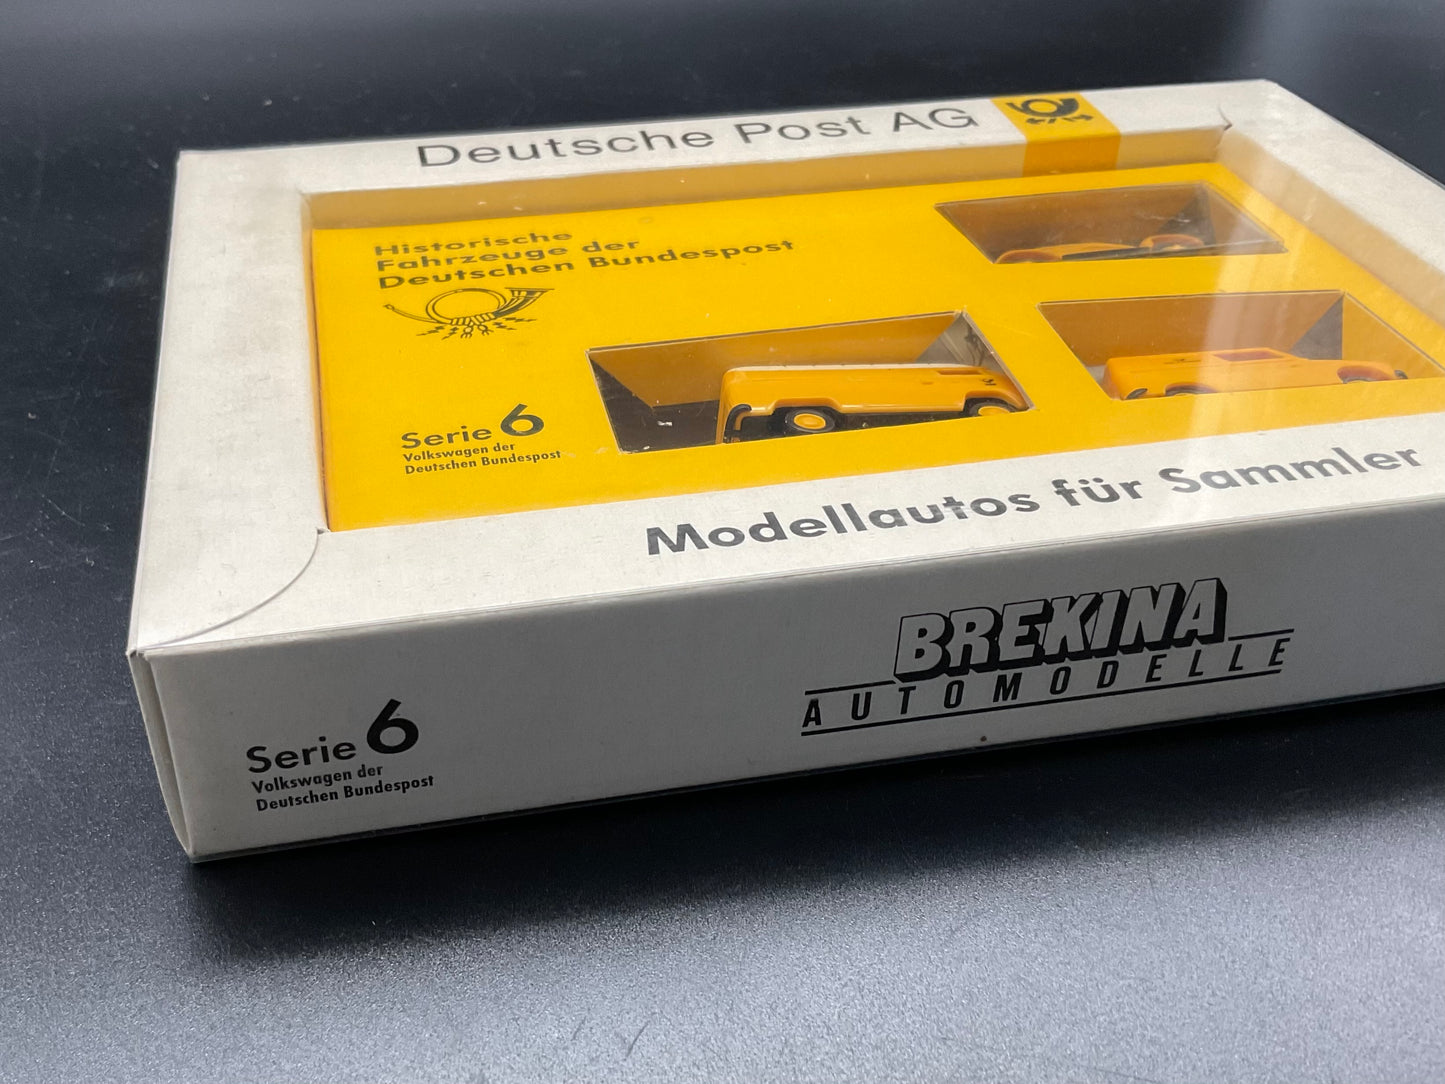 Deutsche Post AG
Historische
Fahrzeuge der
Deutschen Bundespost
Serie 6
Volkswagen der
Deutschen Bundespost
Modellautos für Sammler
BREKINA
AUTOMODELLE
Serie 6
Volkswagen der
Deutschen Bundespost